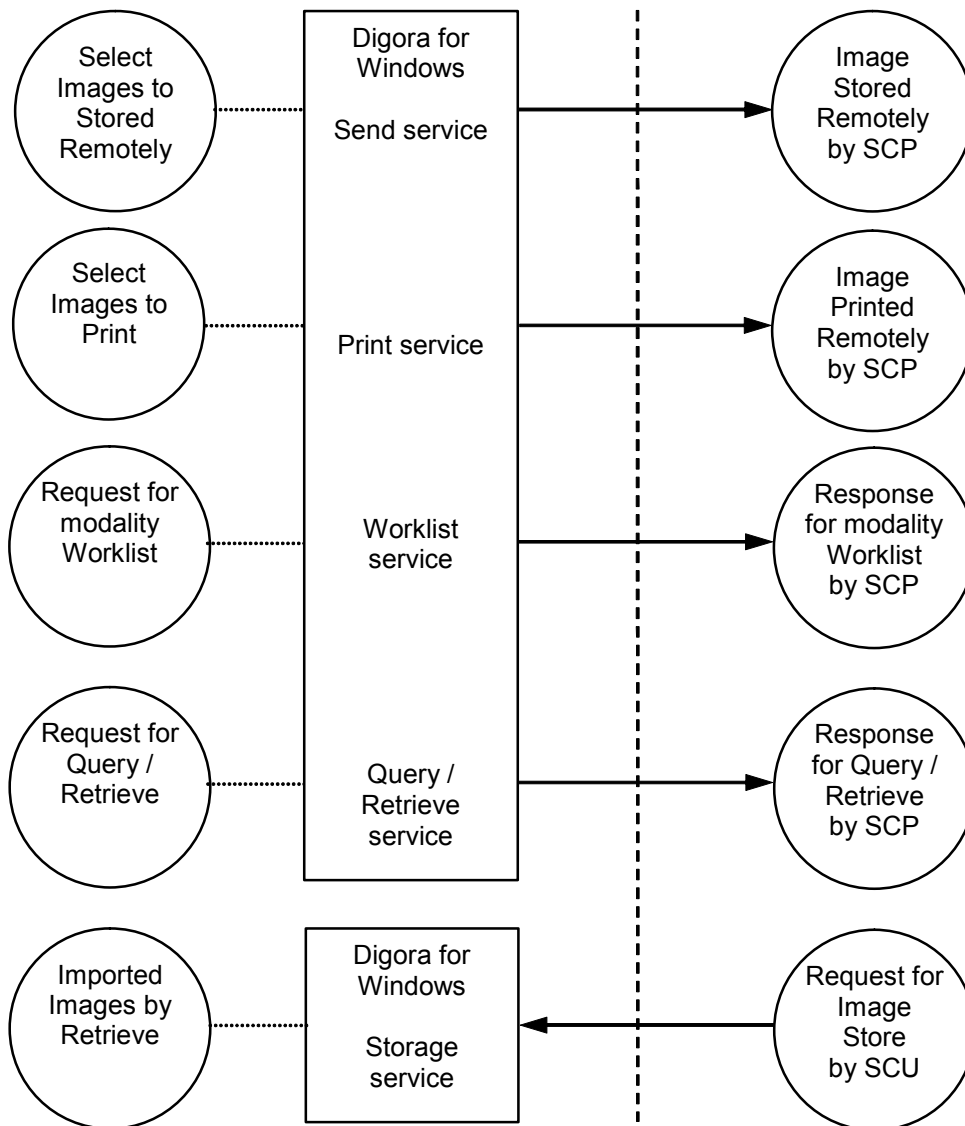 Select
Images to
Stored
Remotely
Digora for
Windows
Send service
Image
Stored
Remotely
by SCP
Select
Images to
Print
Print service
Image
Printed
Remotely
by SCP
Request for
modality
Worklist
Worklist
service
Response
for modality
Worklist
by SCP
Request for
Query /
Retrieve
Query /
Retrieve
service
Response
for Query /
Retrieve
by SCP
Imported
Images by
Retrieve
Digora for
Windows
Storage
service
Request for
Image
Store
by SCU